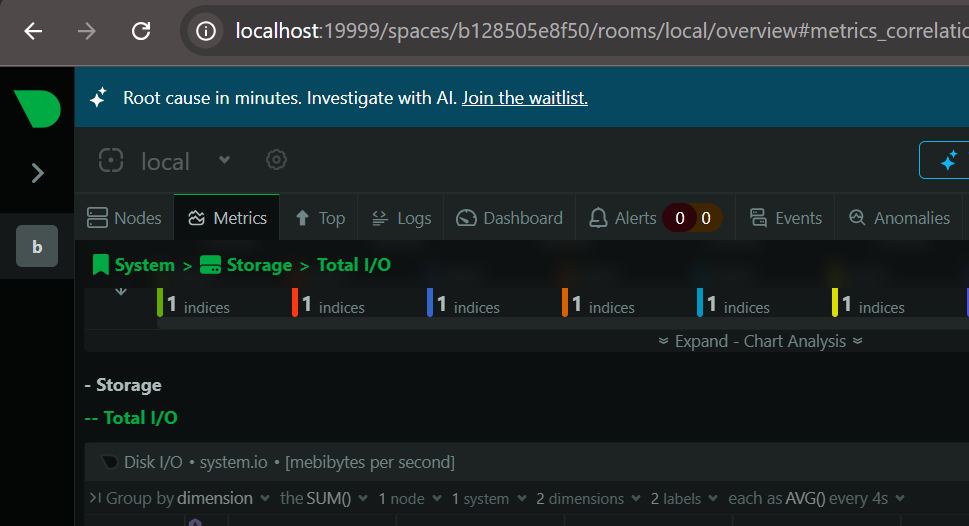 localhost:19999/spaces/b128505e8f50/rooms/local/overview#metrics_correlatic
Root cause in minutes. Investigate with AI. Join the waitlist.
local
Nodes Metrics Top Logs Dashboard Alerts 0 0 Events Anomalies
b
System > Storage > Total I/O
1 indices 1 indices 1 indices 1 indices 1 indices 1 indices
Expand - Chart Analysis
- Storage
-- Total I/O
Disk I/O • system.io • [mebibytes per second]
Group by dimension the SUM() 1 node 1 system 2 dimensions 2 labels each as AVG() every 4s